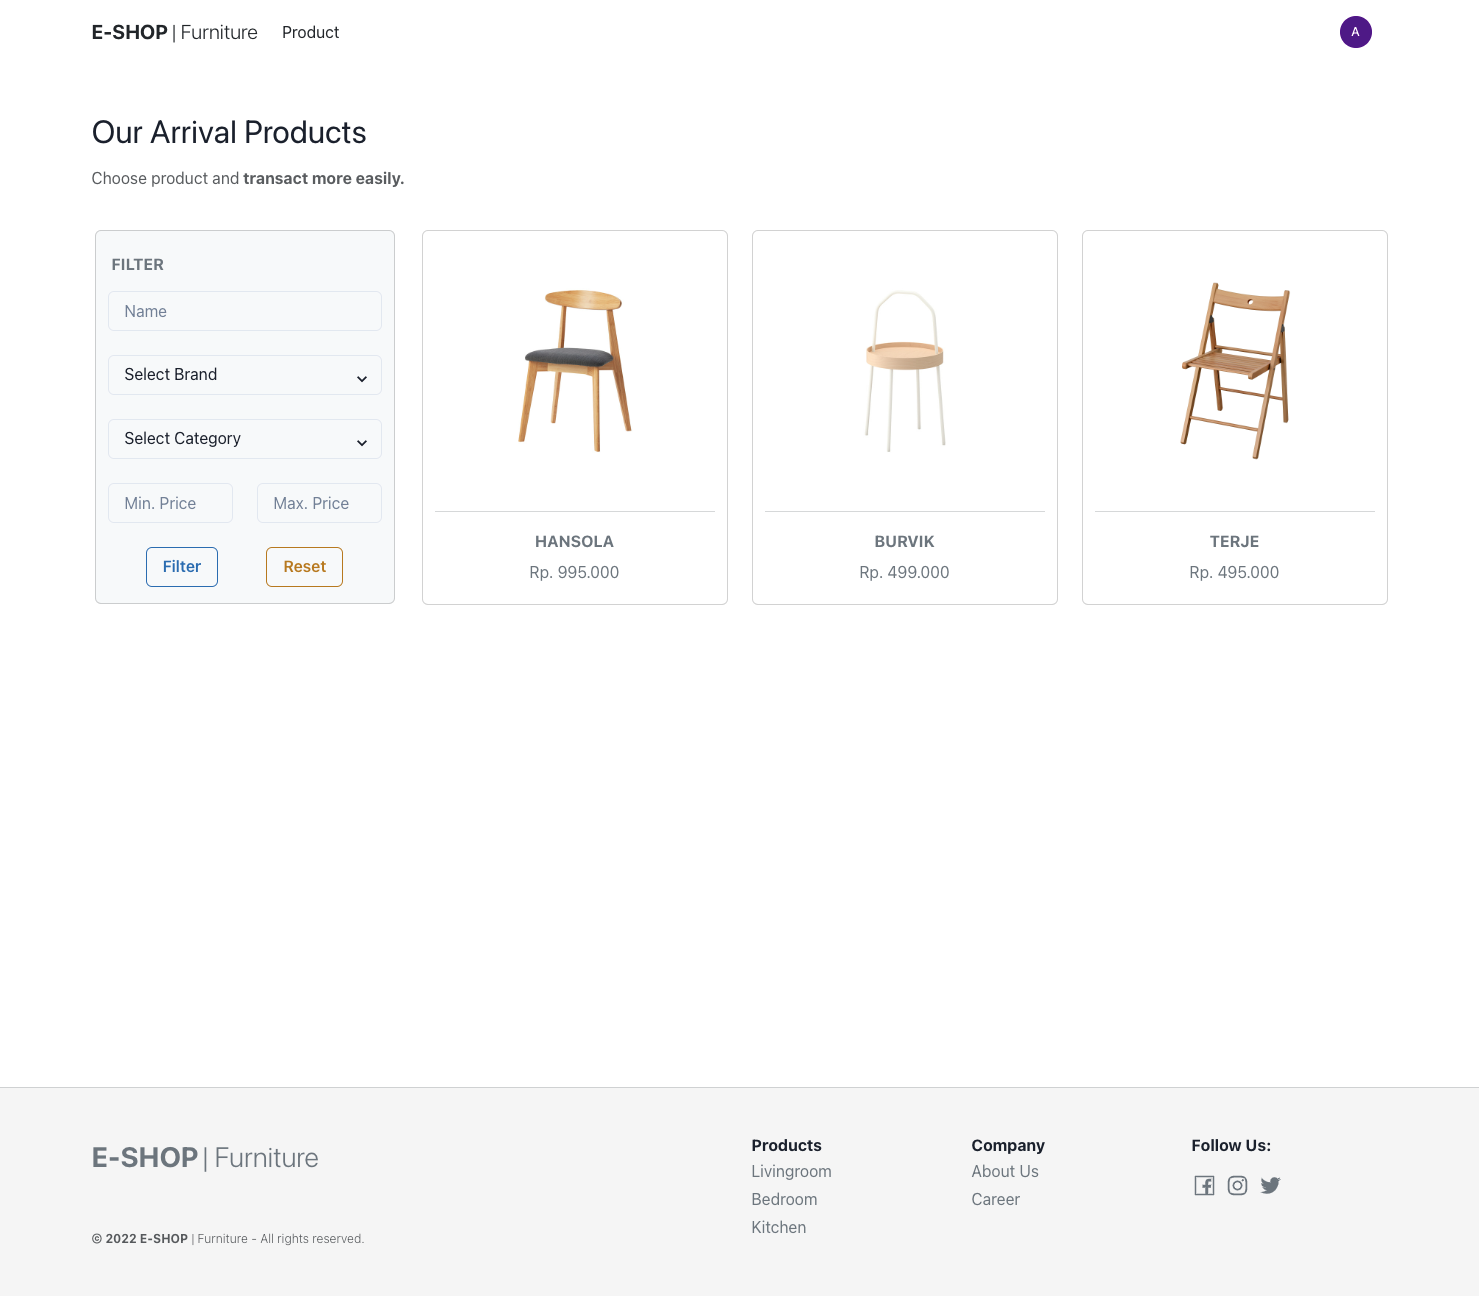 E-SHOP | Furniture
Product
A
Our Arrival Products
Choose product and transact more easily.
FILTER
Name
Select Brand
Select Category
Min. Price
Max. Price
Filter
Reset
HANSOLA
Rp. 995.000
BURVIK
Rp. 499.000
TERJE
Rp. 495.000
E-SHOP | Furniture
© 2022 E-SHOP | Furniture - All rights reserved.
Products
Livingroom
Bedroom
Kitchen
Company
About Us
Career
Follow Us: